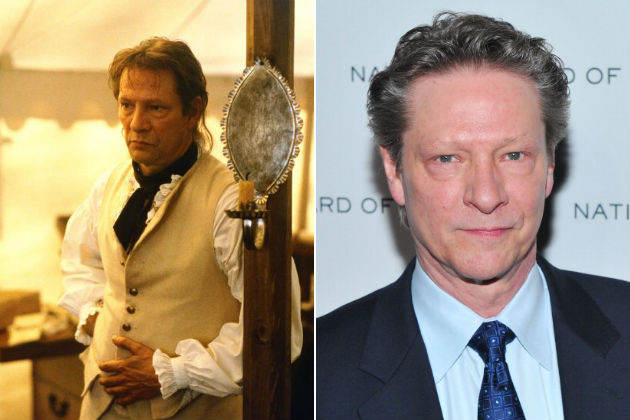 NAT
RD OF
ARD OF
NATI